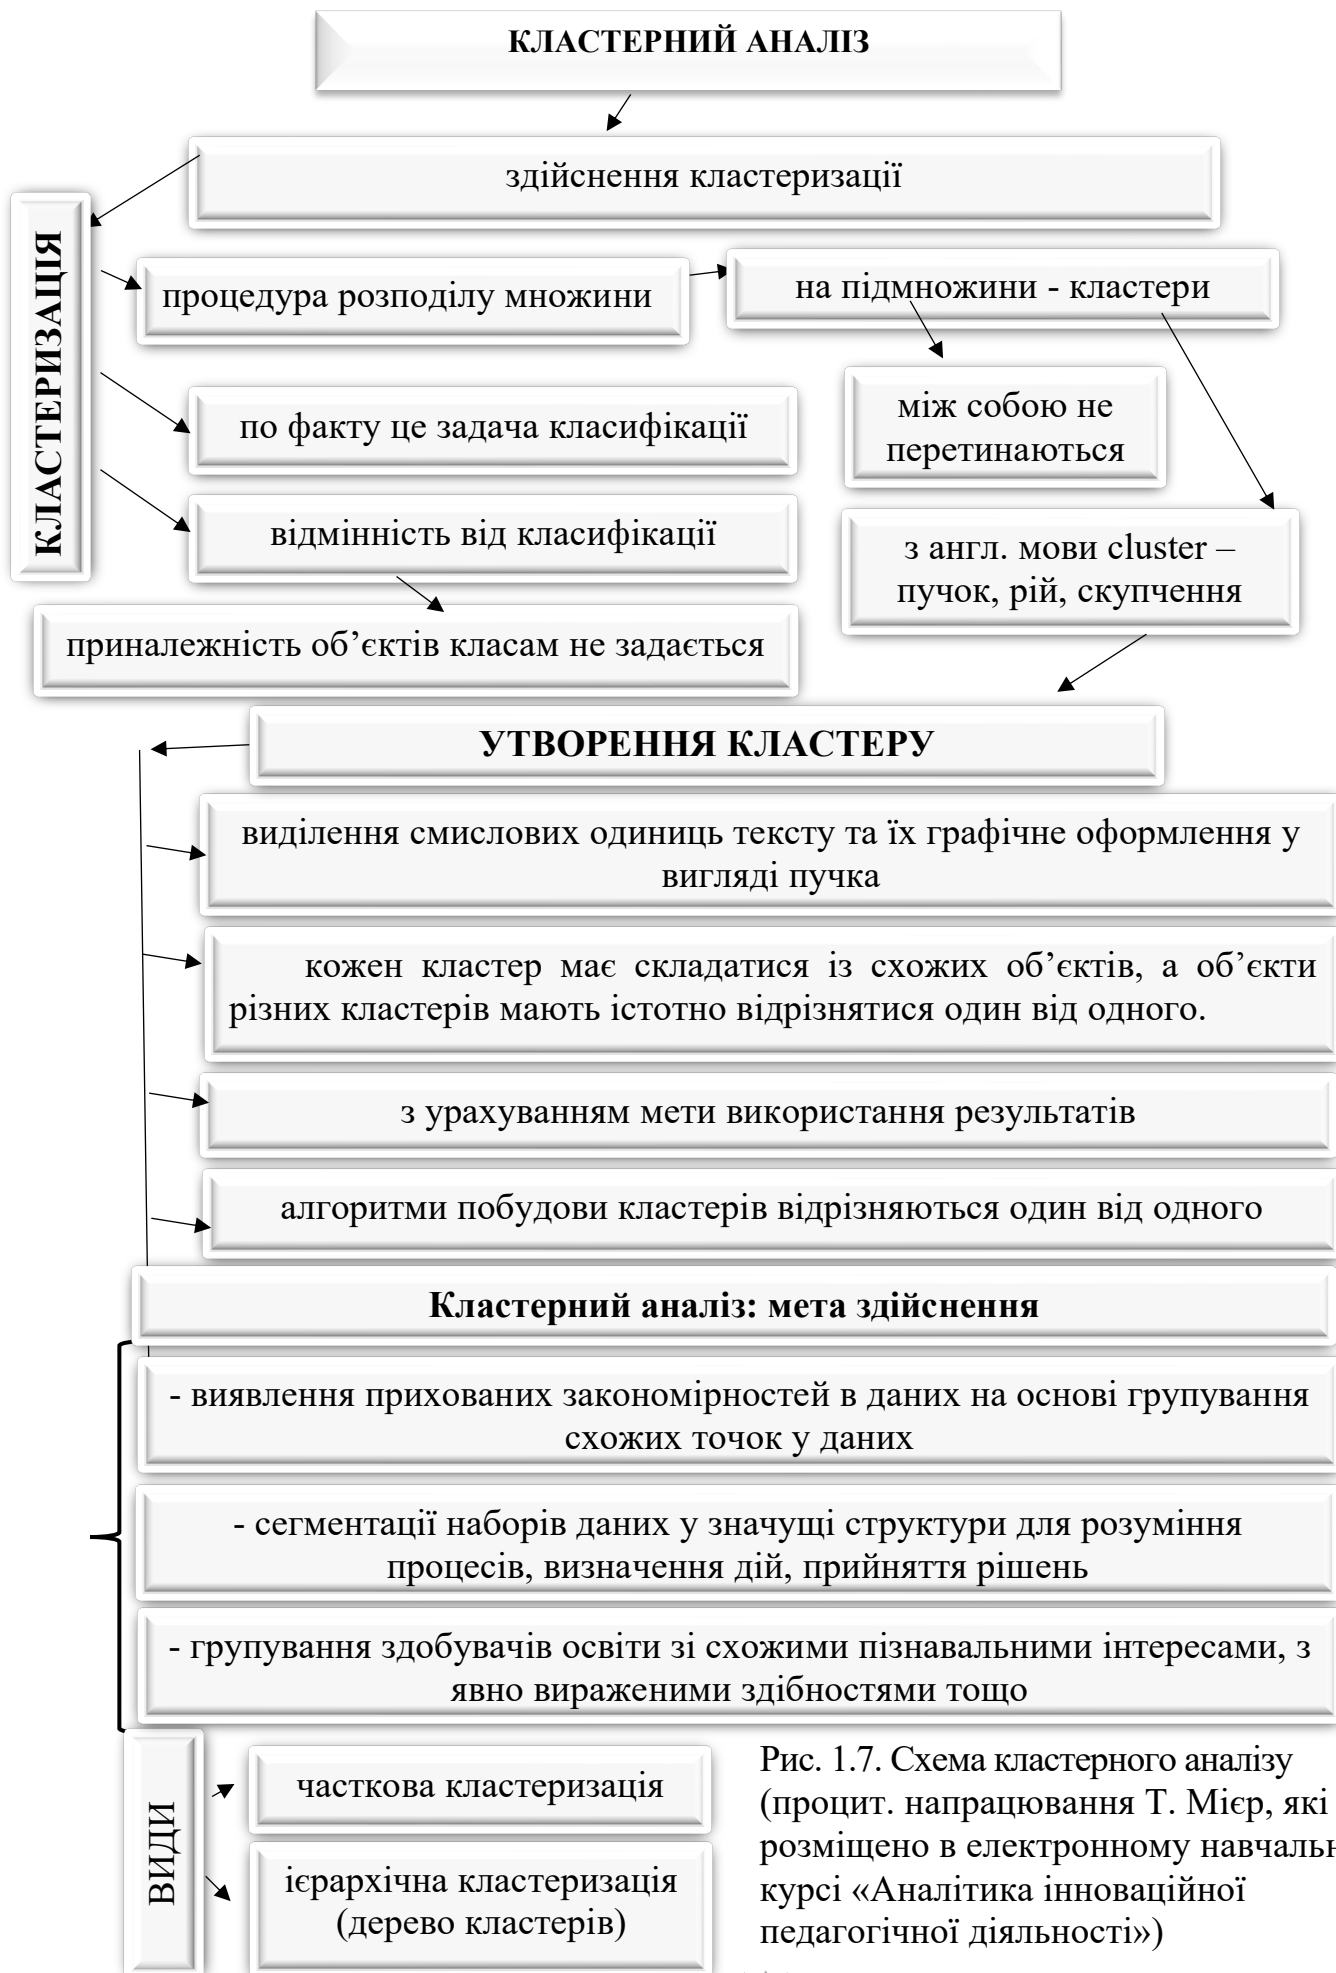 КЛАСТЕРНИЙ АНАЛІЗ
здійснення кластеризації
КЛАСТЕРИЗАЦІЯ
процедура розподілу множини
на підмножини - кластери
по факту це задача класифікації
між собою не
перетинаються
відмінність від класифікації
з англ. мови cluster –
пучок, рій, скупчення
приналежність об’єктів класам не задається
УТВОРЕННЯ КЛАСТЕРУ
виділення смислових одиниць тексту та їх графічне оформлення у
вигляді пучка
кожен кластер має складатися із схожих об’єктів, а об’єкти
різних кластерів мають істотно відрізнятися один від одного.
з урахуванням мети використання результатів
алгоритми побудови кластерів відрізняються один від одного
Кластерний аналіз: мета здійснення
- виявлення прихованих закономірностей в даних на основі групування
схожих точок у даних
- сегментації наборів даних у значущі структури для розуміння
процесів, визначення дій, прийняття рішень
- групування здобувачів освіти зі схожими пізнавальними інтересами, з
явно вираженими здібностями тощо
ВИДИ
часткова кластеризація
ієрархічна кластеризація
(дерево кластерів)
Рис. 1.7. Схема кластерного аналізу
(процит. напрацювання Т. Мієр, які
розміщено в електронному
курсі «Аналітика інноваційної
педагогічної діяльності»)